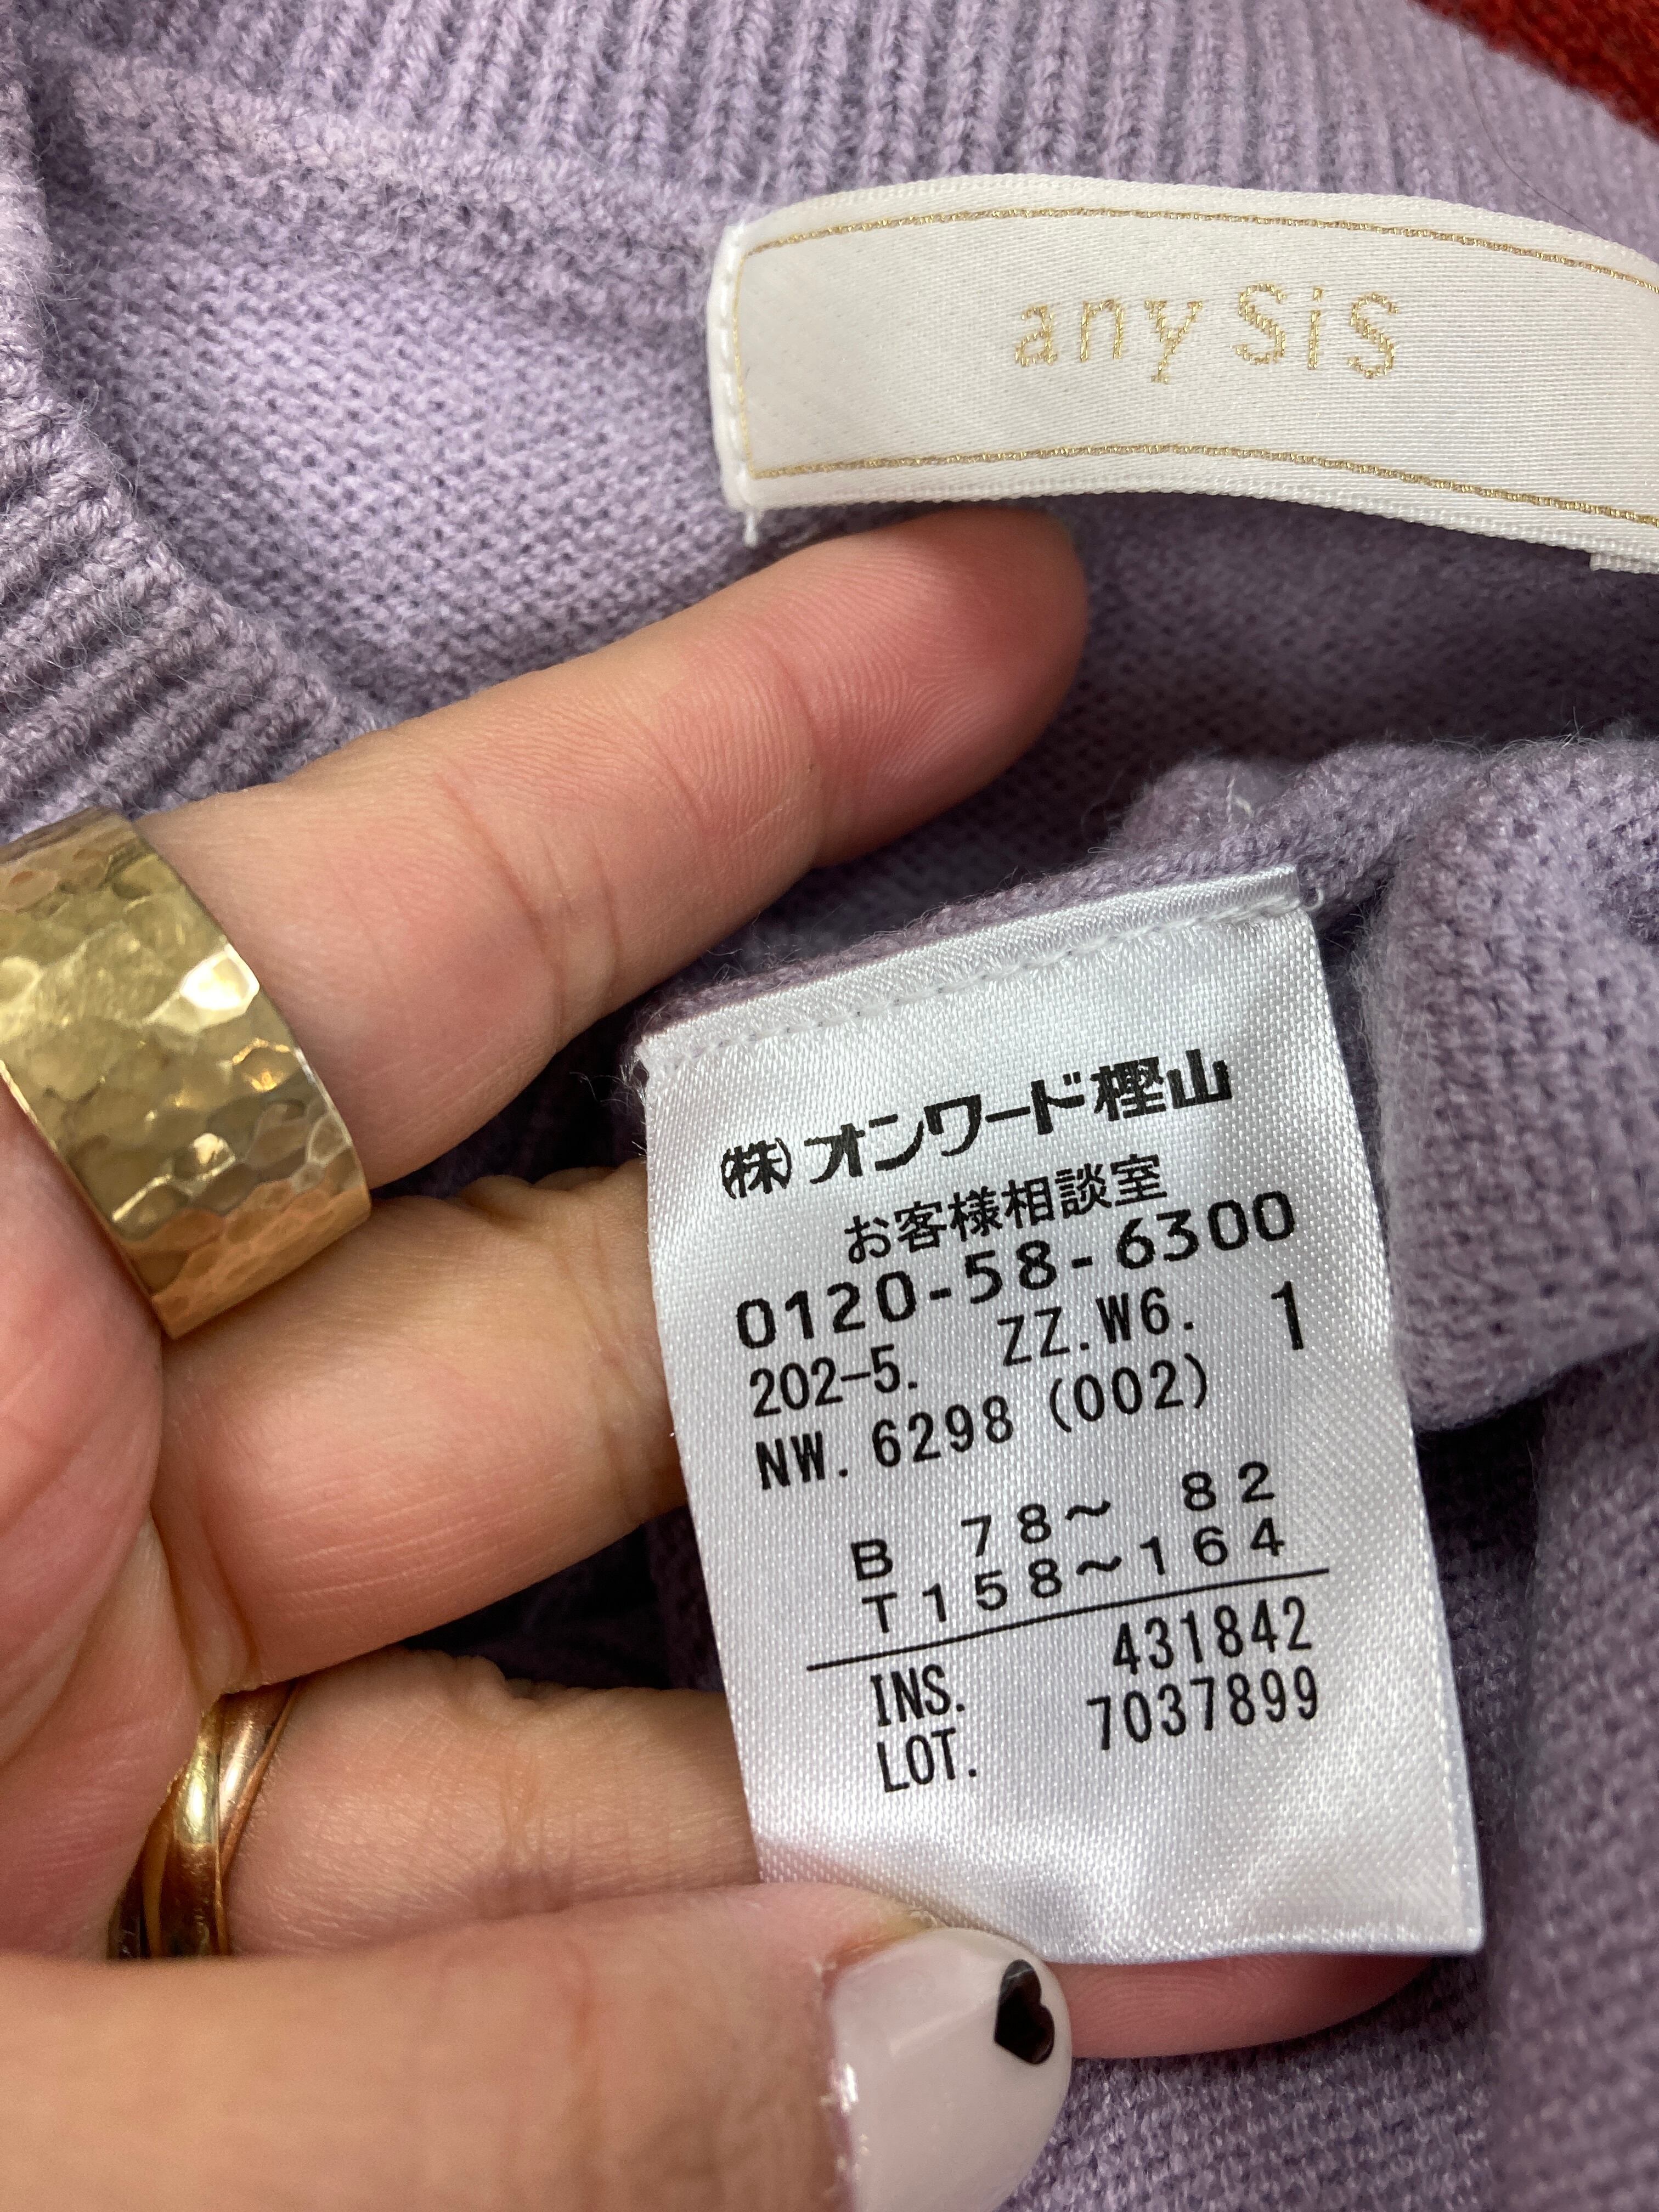 any SiS
㈱オンワード樫山
お客様相談室
0120-58-6300
202-5. ZZ.W6. 1
NW. 6298 (002)
B 78～ 82
T158～164
INS. 431842
LOT. 7037899